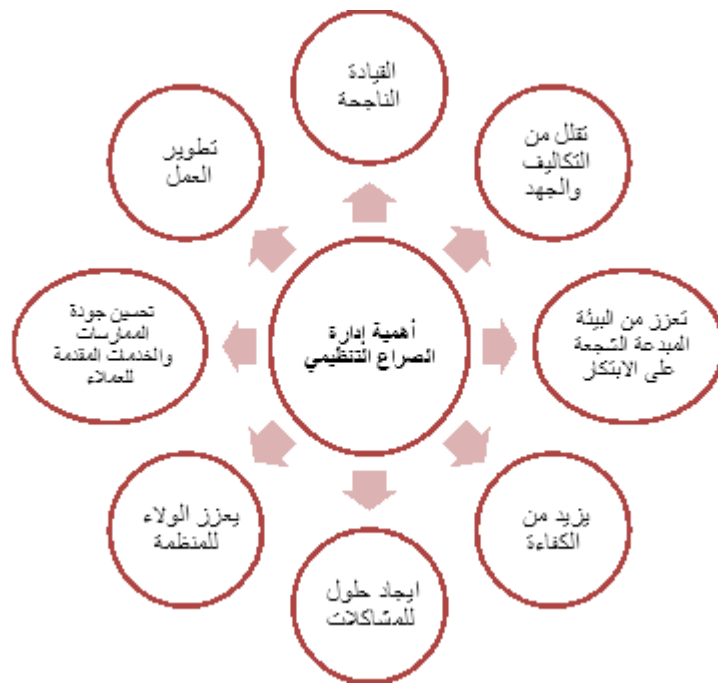 القيادة
الناجحة
تقلل من
التكاليف
والجهد
تعزز من البيئة
المبدعة الشجعة
على الابتكار
يزيد من
الكفاءة
ايجاد حلول
للمشاكلات
يعزز الولاء
للمنظمة
تحسين جودة
الممارسات
والخدمات المقدمة
للعملاء
تطوير
العمل
أهمية إدارة
الصراع التنظيمي